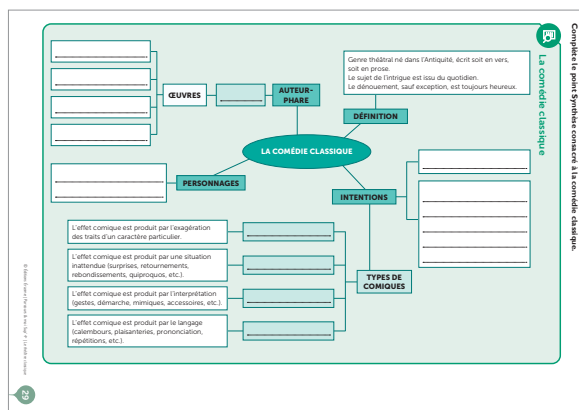 Complète le point Synthèse consacré à la comédie classique.
La comédie classique
Genre théâtral né dans l'Antiquité, écrit soit en vers,
soit en prose.
Le sujet de l'intrigue est issu du quotidien.
Le dénouement, sauf exception, est toujours heureux.
DÉFINITION
AUTEUR-
PHARE
ŒUVRES
LA COMÉDIE CLASSIQUE
PERSONNAGES
INTENTIONS
TYPES DE
COMIQUES
L'effet comique est produit par l'exagération
des traits d'un caractère particulier.
L'effet comique est produit par une situation
inattendue (surprises, retournements,
rebondissements, quiproquos, etc.).
L'effet comique est produit par l'interprétation
(gestes, démarche, mimiques, accessoires, etc.).
L'effet comique est produit par le langage
(calembours, plaisanteries, prononciation,
répétitions, etc.).
29